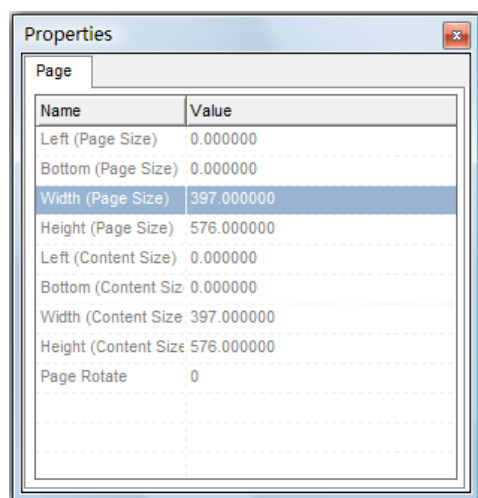 Properties
Page
Name Value
Left (Page Size) 0.000000
Bottom (Page Size) 0.000000
Width (Page Size) 397.000000
Height (Page Size) 576.000000
Left (Content Size) 0.000000
Bottom (Content Siz 0.000000
Width (Content Size 397.000000
Height (Content Size 576.000000
Page Rotate 0